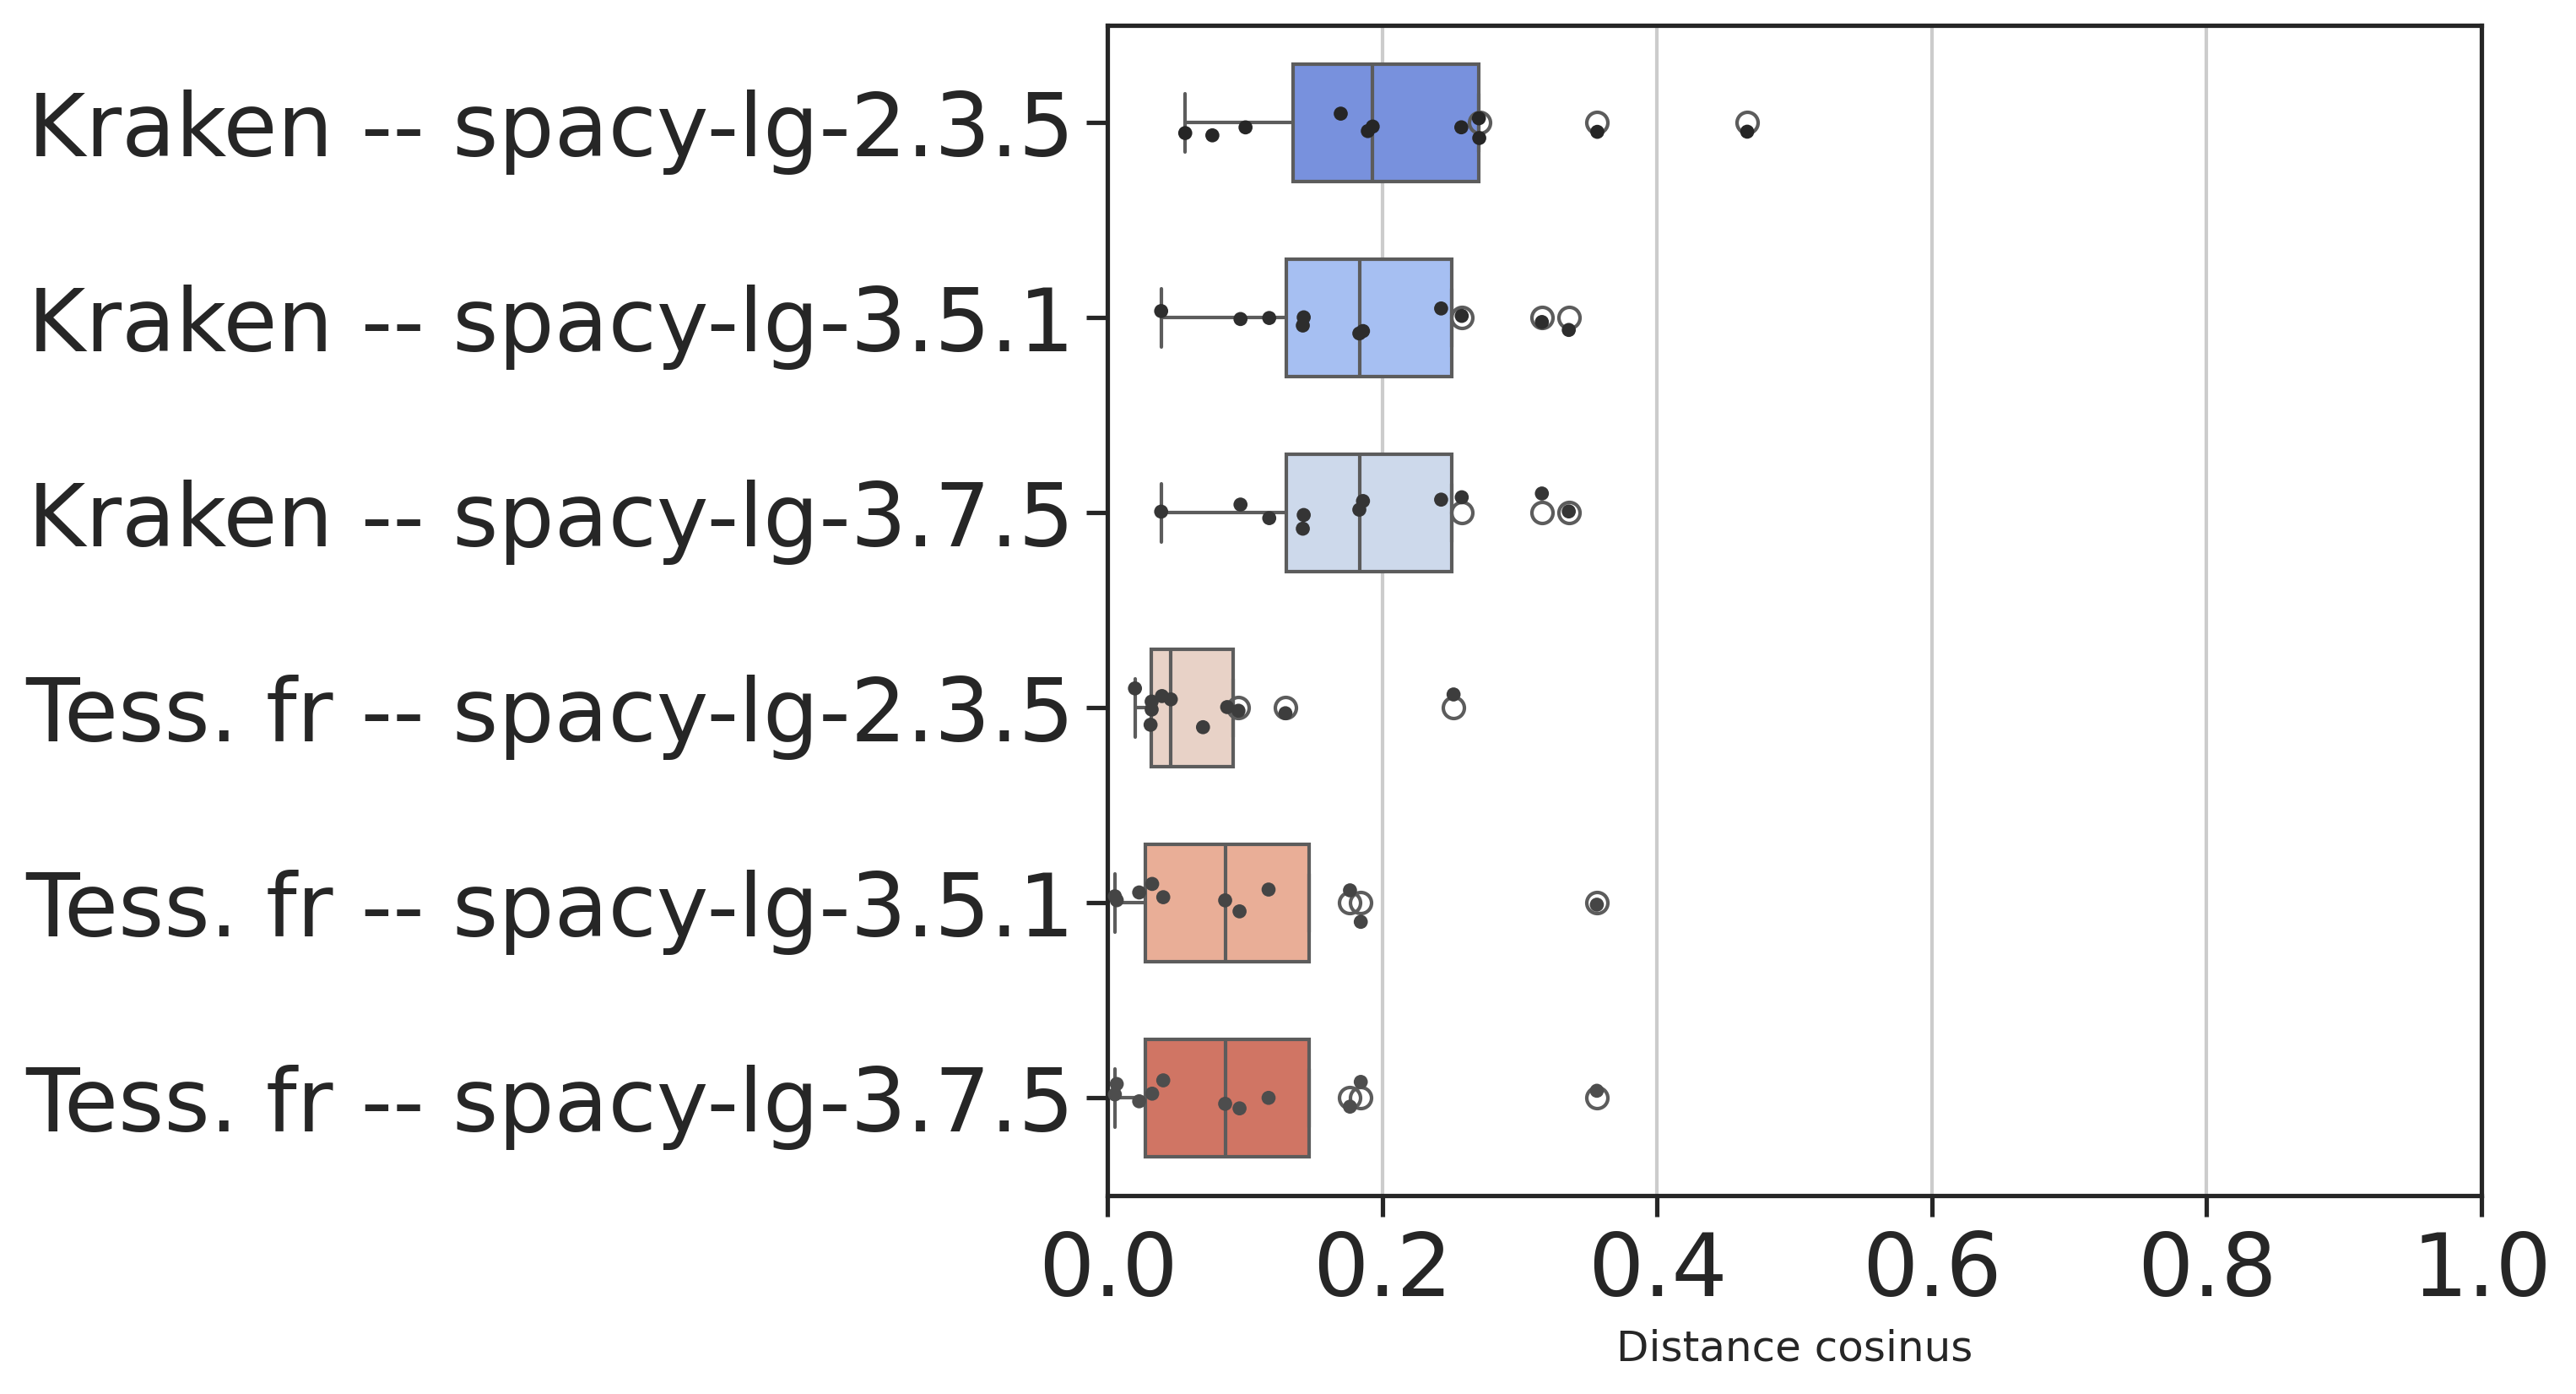 Kraken -- spacy-lg-2.3.5
Kraken -- spacy-lg-3.5.1
Kraken -- spacy-lg-3.7.5
Tess. fr -- spacy-lg-2.3.5
Tess. fr -- spacy-lg-3.5.1
Tess. fr -- spacy-lg-3.7.5
0.0 0.2 0.4 0.6 0.8 1.0
Distance cosinus